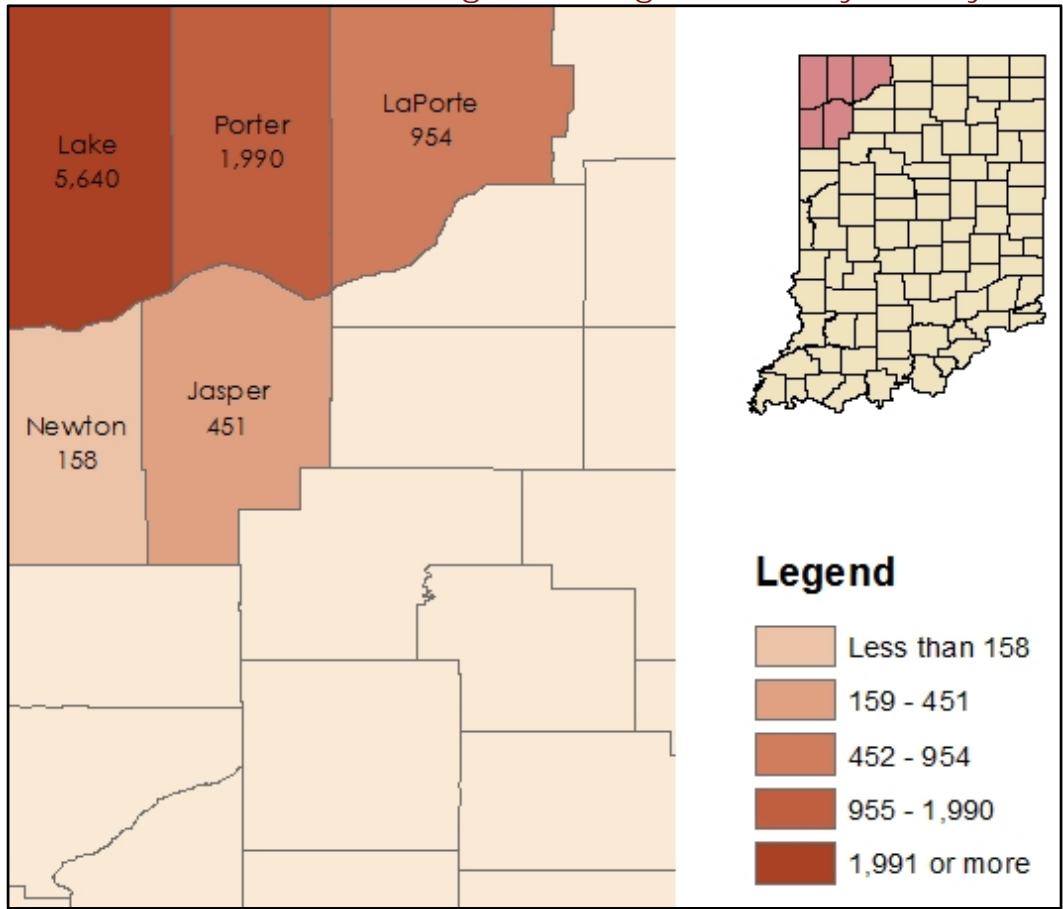 Lake
5,640
Porter
1,990
LaPorte
954
Newton
158
Jasper
451
Legend
Less than 158
159 - 451
452 - 954
955 - 1,990
1,991 or more